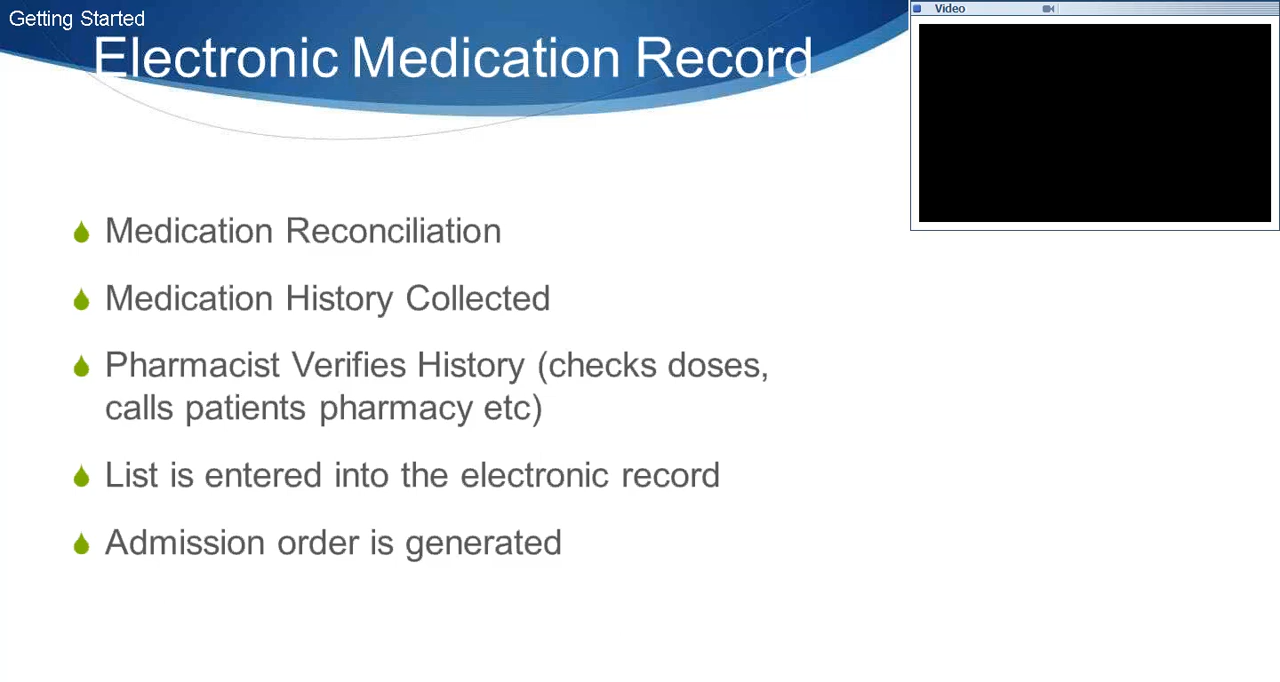 Getting Started
Electronic Medication Record
Video
Medication Reconciliation
Medication History Collected
Pharmacist Verifies History (checks doses,
calls patients pharmacy etc)
List is entered into the electronic record
Admission order is generated